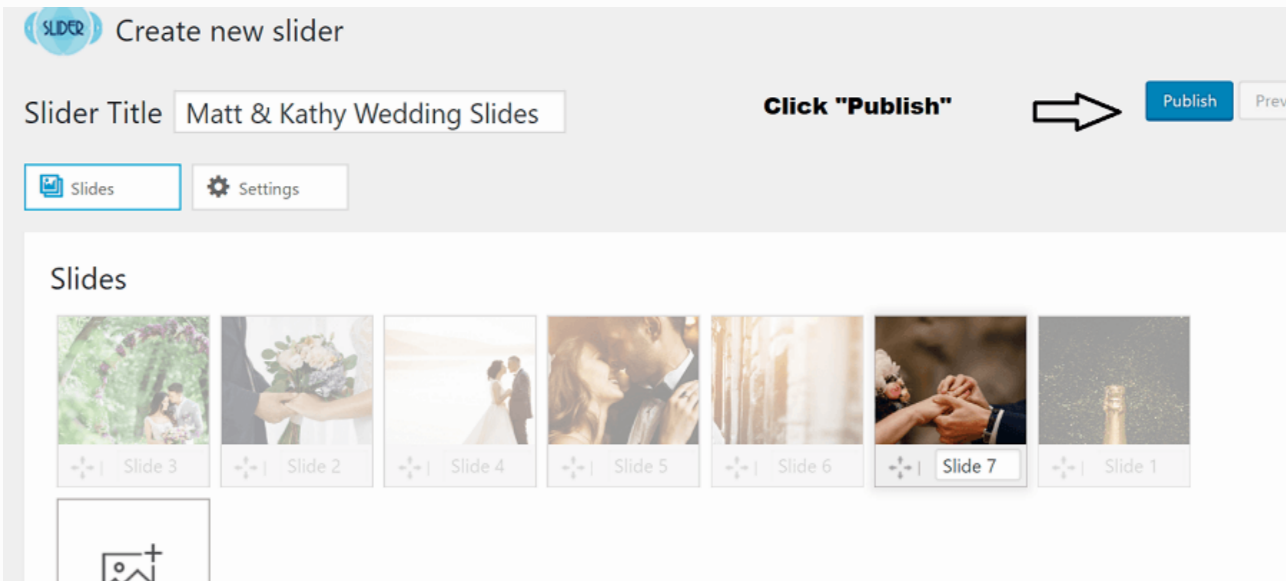 SLIDER
Create new slider
Slider Title
Matt & Kathy Wedding Slides
Click "Publish"
Publish
Prev
Slides
Settings
Slides
Slide 3
Slide 2
Slide 4
Slide 5
Slide 6
Slide 7
Slide 1